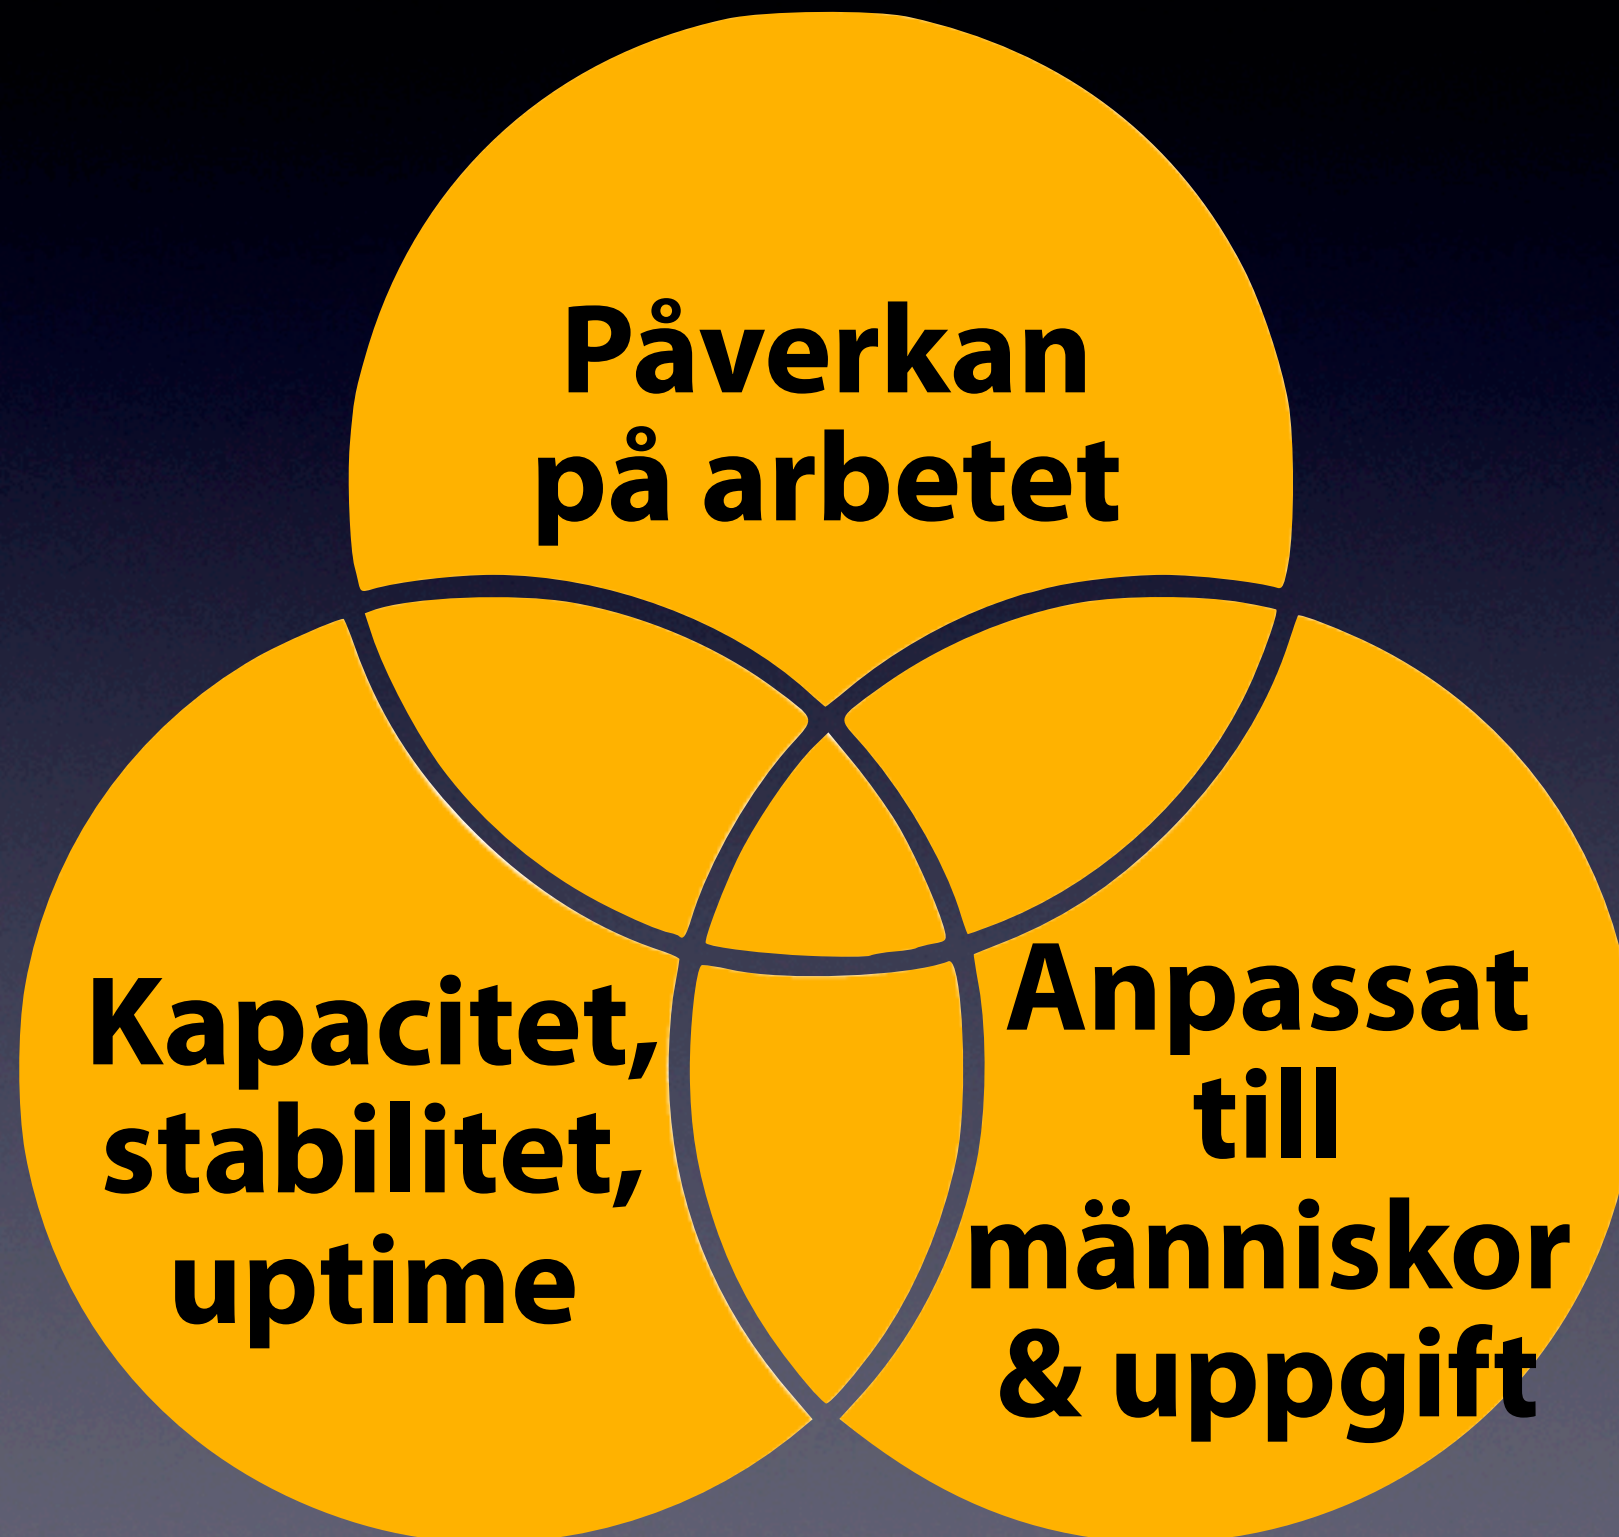 Påverkan
på arbetet
Kapacitet,
stabilitet,
uptime
Anpassat
till
människor
& uppgift